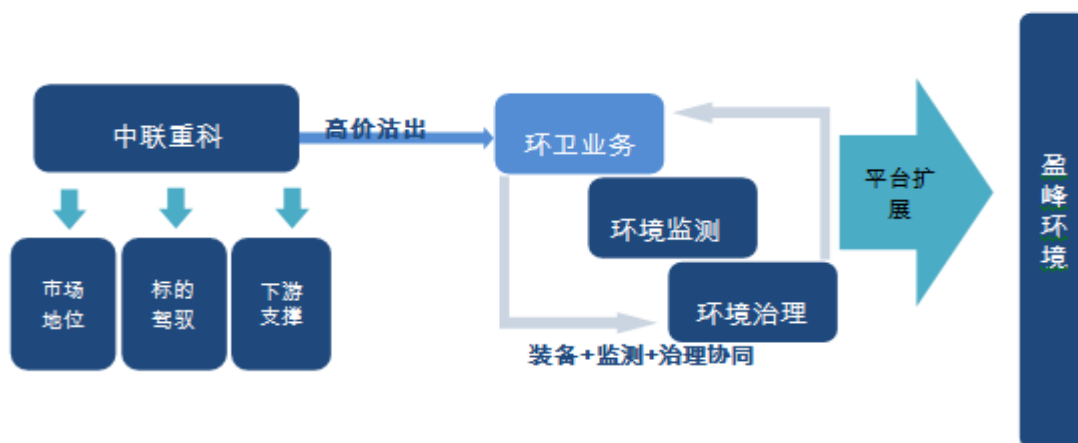 中联重科
高价沽出
环卫业务
环境监测
环境治理
装备+监测+治理协同
市场
地位
标的
驾驭
下游
支撑
平台扩
展
盈
峰
环
境